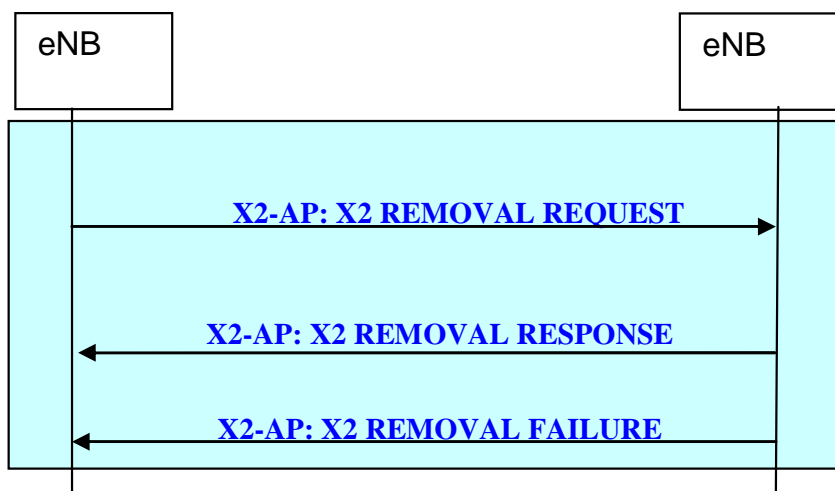 eNB
eNB
X2-AP: X2 REMOVAL REQUEST
X2-AP: X2 REMOVAL RESPONSE
X2-AP: X2 REMOVAL FAILURE